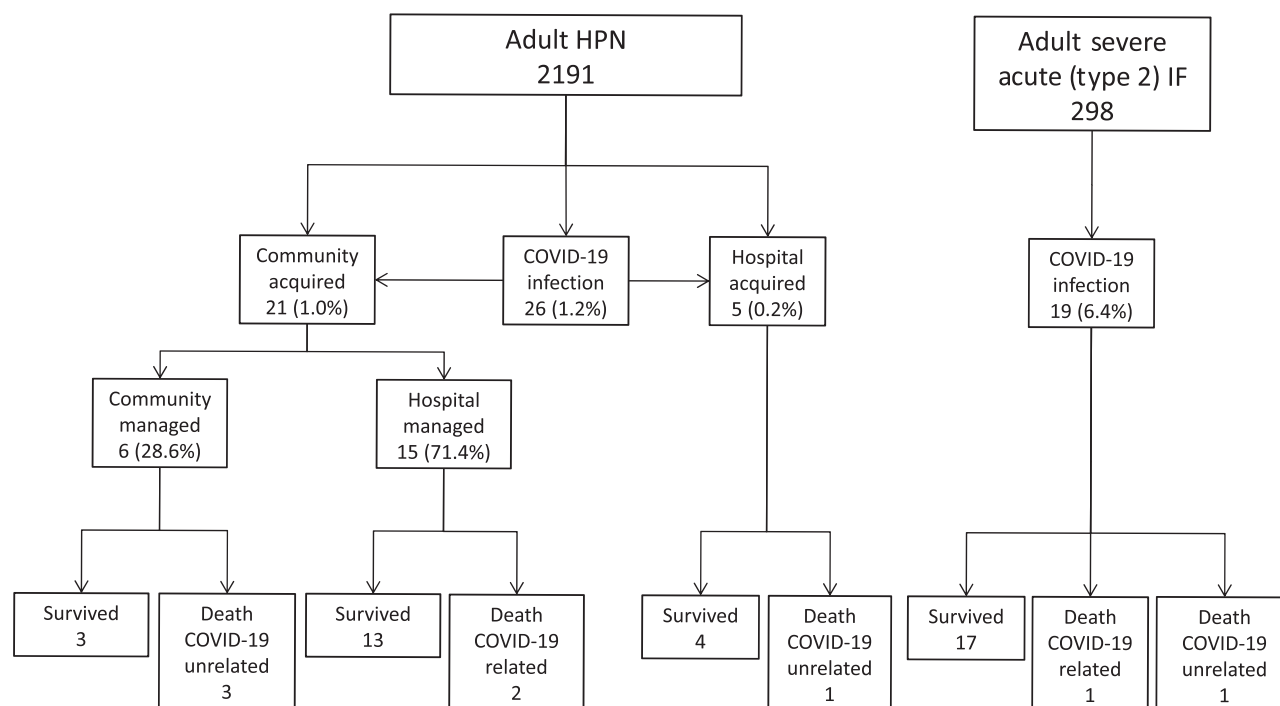 Adult HPN
2191
Adult severe
acute (type 2) IF
298
Community
acquired
21 (1.0%)
COVID-19
infection
26 (1.2%)
Hospital
acquired
5 (0.2%)
COVID-19
infection
19 (6.4%)
Community
managed
6 (28.6%)
Hospital
managed
15 (71.4%)
Survived
3
Death
COVID-19
unrelated
3
Survived
13
Death
COVID-19
related
2
Survived
4
Death
COVID-19
unrelated
1
Survived
17
Death
COVID-19
related
1
Death
COVID-19
unrelated
1